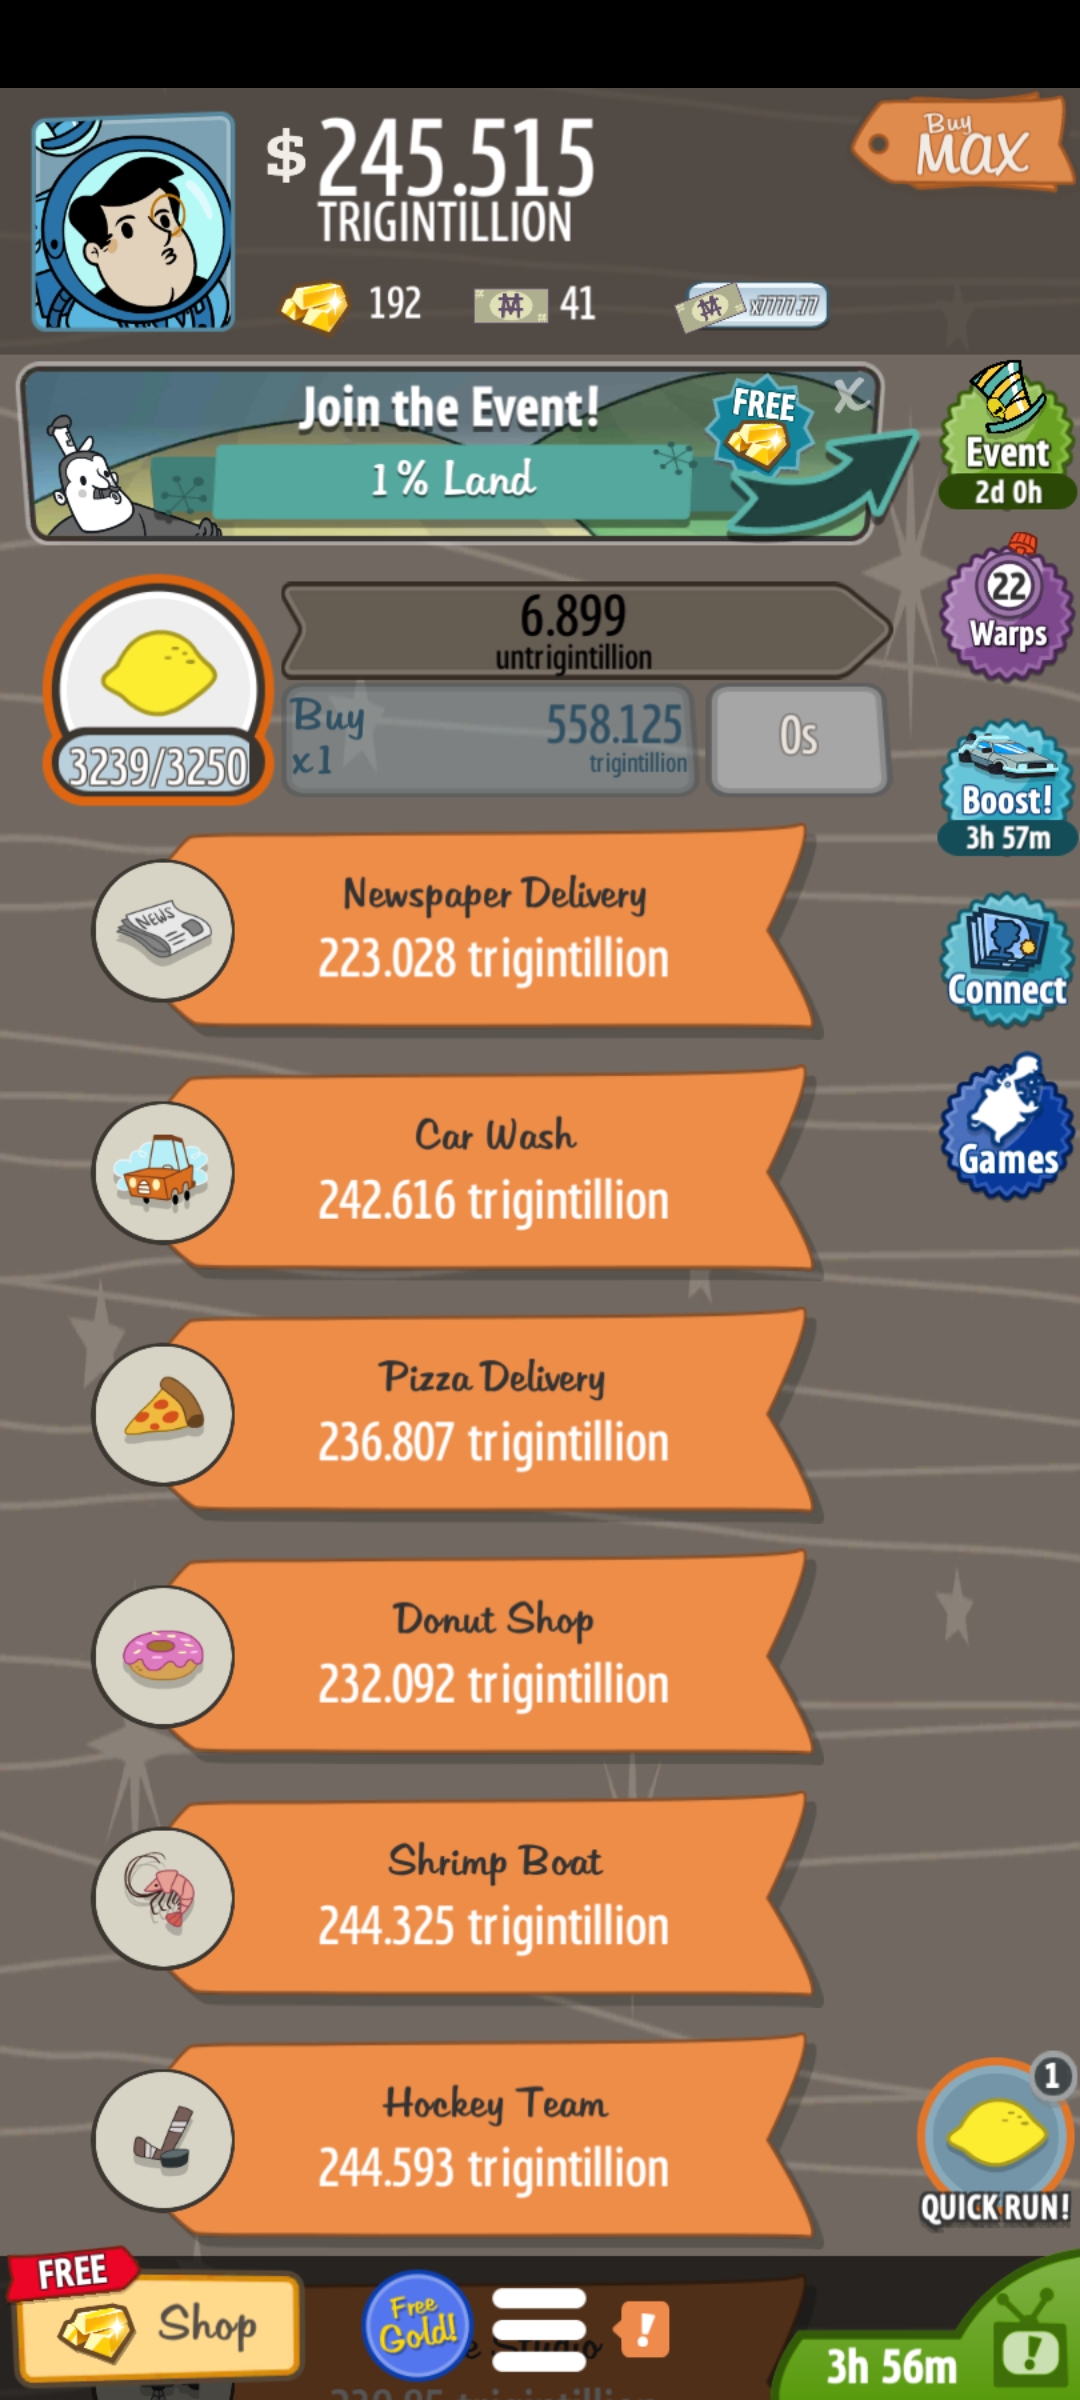 $ 245.515
TRIGINTILLION
Buy
MAX
192
41
x7777.77
Join the Event!
1% Land
FREE
X
Event
2d 0h
6.899
untrigintillion
3239/3250
Buy
x1
558.125
trigintillion
0s
22
Warps
Boost!
3h 57m
NEWS
Newspaper Delivery
223.028 trigintillion
Connect
Car Wash
242.616 trigintillion
Games
Pizza Delivery
236.807 trigintillion
Donut Shop
232.092 trigintillion
Shrimp Boat
244.325 trigintillion
Hockey Team
244.593 trigintillion
1
QUICK RUN!
FREE
Shop
Free
Gold!
!
3h 56m
!